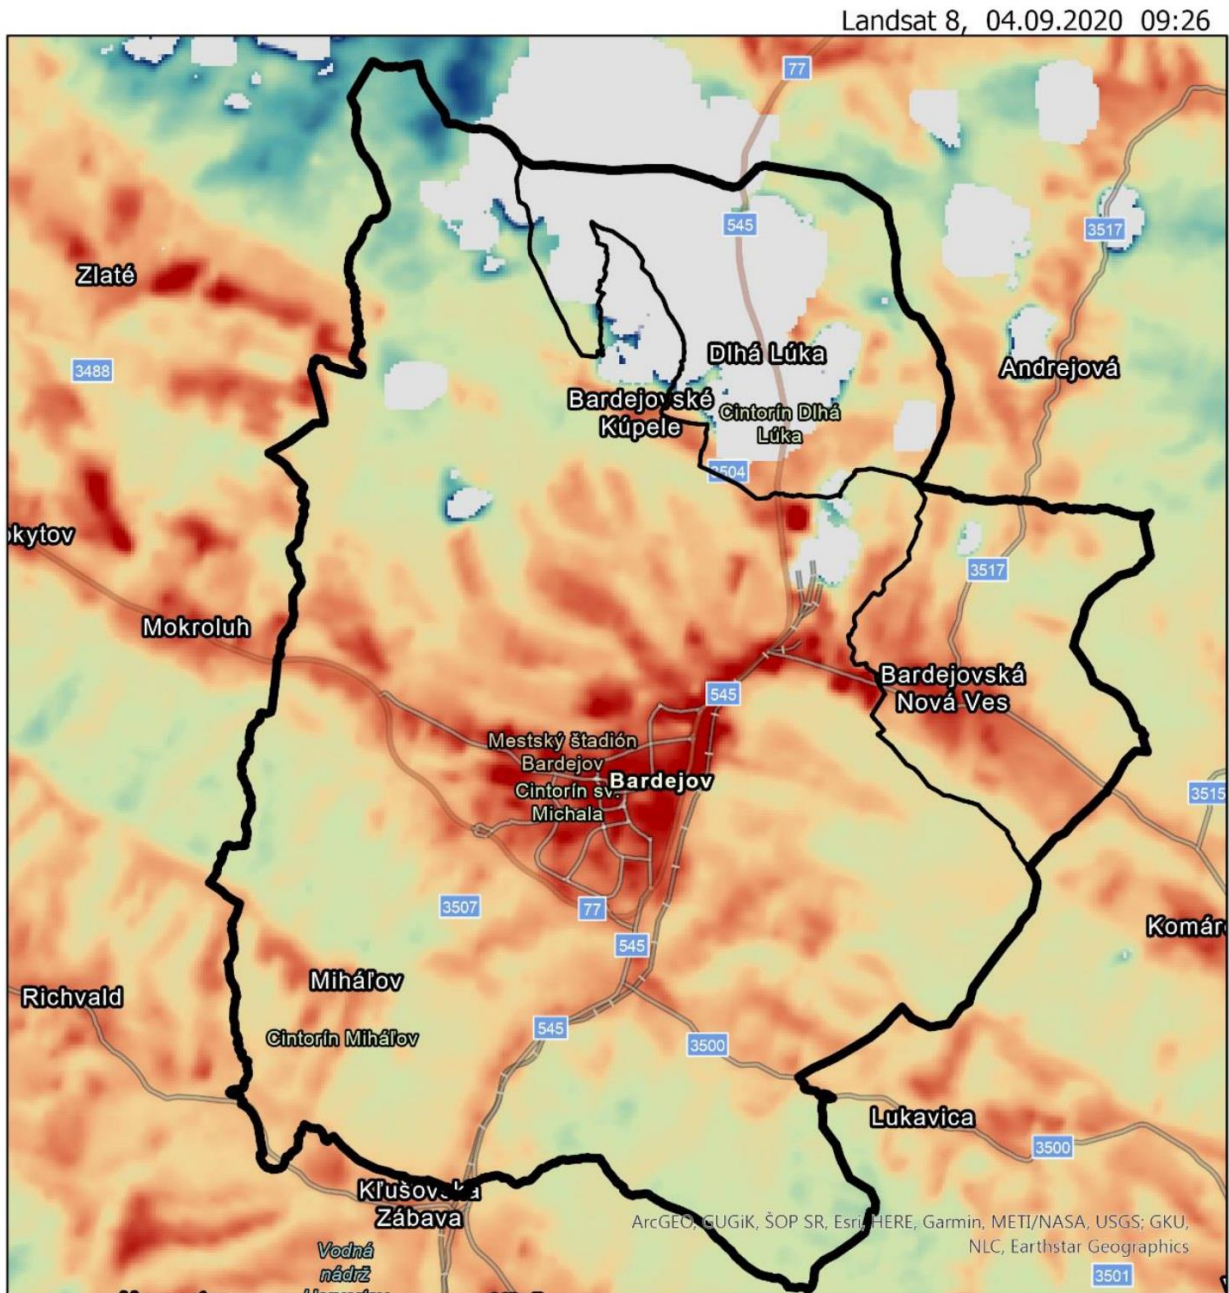 Landsat 8, 04.09.2020 09:26
77
545
3517
Zlaté
3488
Dlhá Lúka
Andrejová
Bardejovské
Kúpele
Cintorín Dlhá
Lúka
3504
3517
Mokroluh
Bardejovská
Nová Ves
545
Mestský štadión
Bardejov
Bardejov
Cintorín sv.
Michala
3515
3507
77
545
Miháľov
Richvald
Cintorín Miháľov
545
3500
Lukavica
3500
Kľušovská
Zábava
ArcGEO, GUGiK, ŠOP SR, Esri, HERE, Garmin, METI/NASA, USGS; GKU,
NLC, Earthstar Geographics
Vodná
nádrž
3501